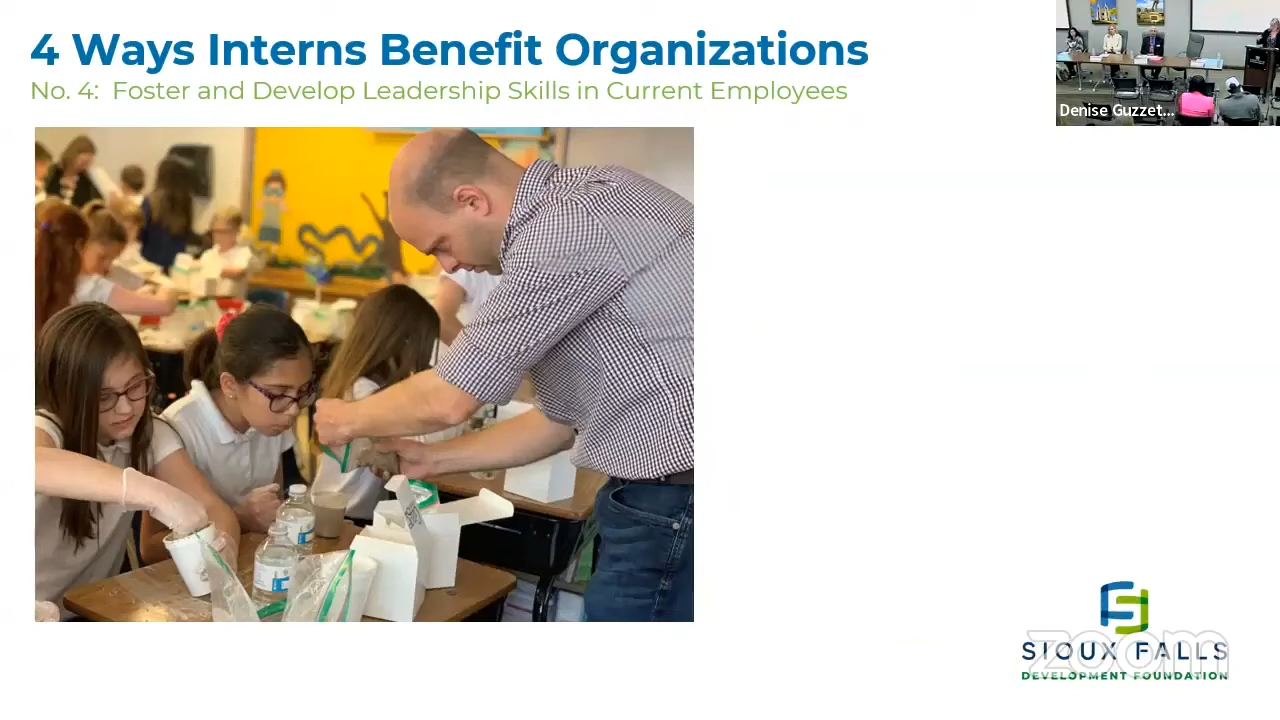 4 Ways Interns Benefit Organizations
No. 4: Foster and Develop Leadership Skills in Current Employees
Denise Guzzet...
zoom
SIOUX FALLS
DEVELOPMENT FOUNDATION